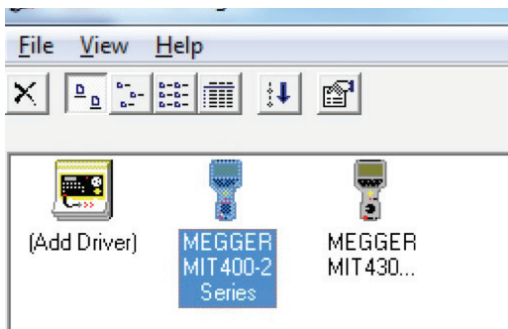 File View Help
(Add Driver) MEGGER MEGGER
MIT400-2 MIT430...
Series